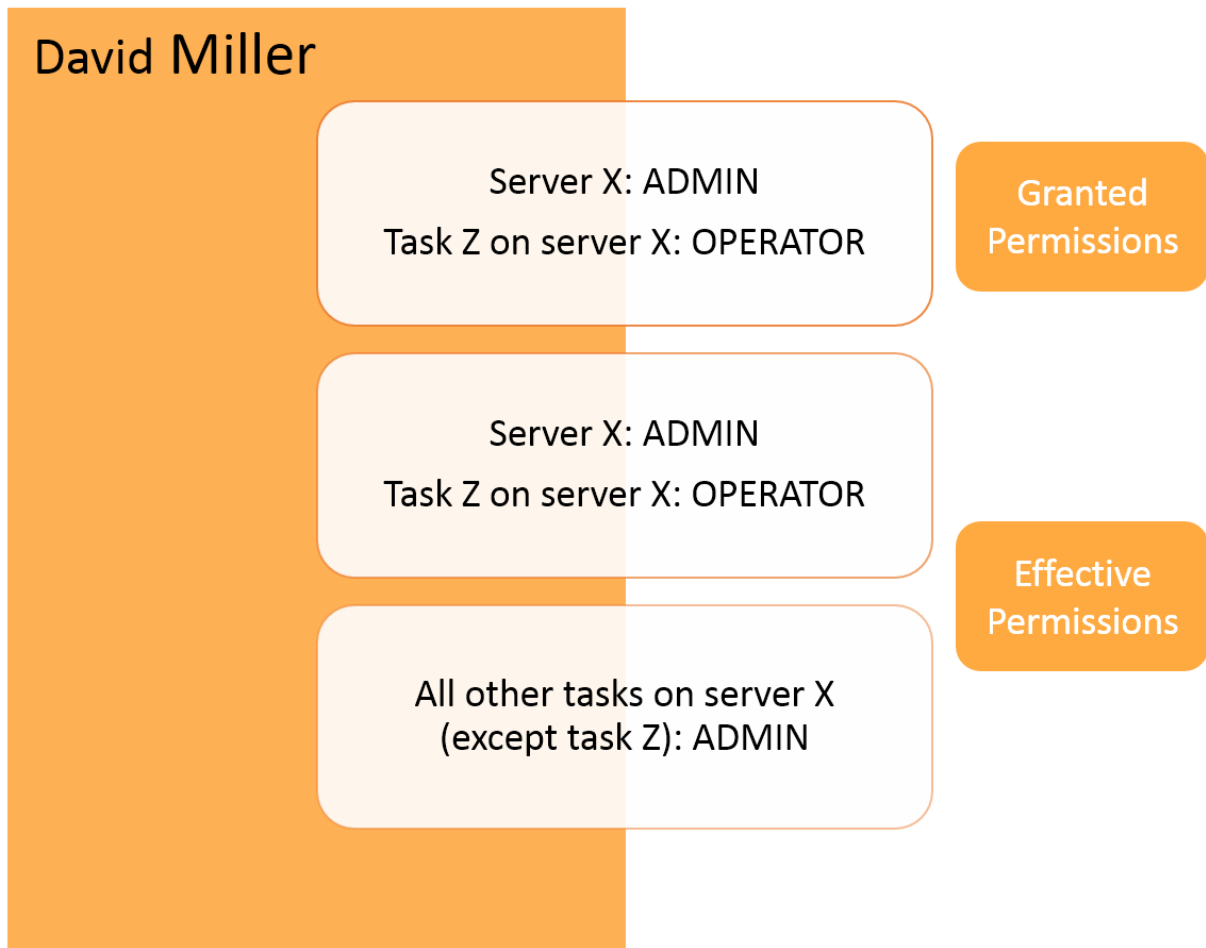 David Miller
Server X: ADMIN
Task Z on server X: OPERATOR
Granted
Permissions
Server X: ADMIN
Task Z on server X: OPERATOR
Effective
Permissions
All other tasks on server X
(except task Z): ADMIN